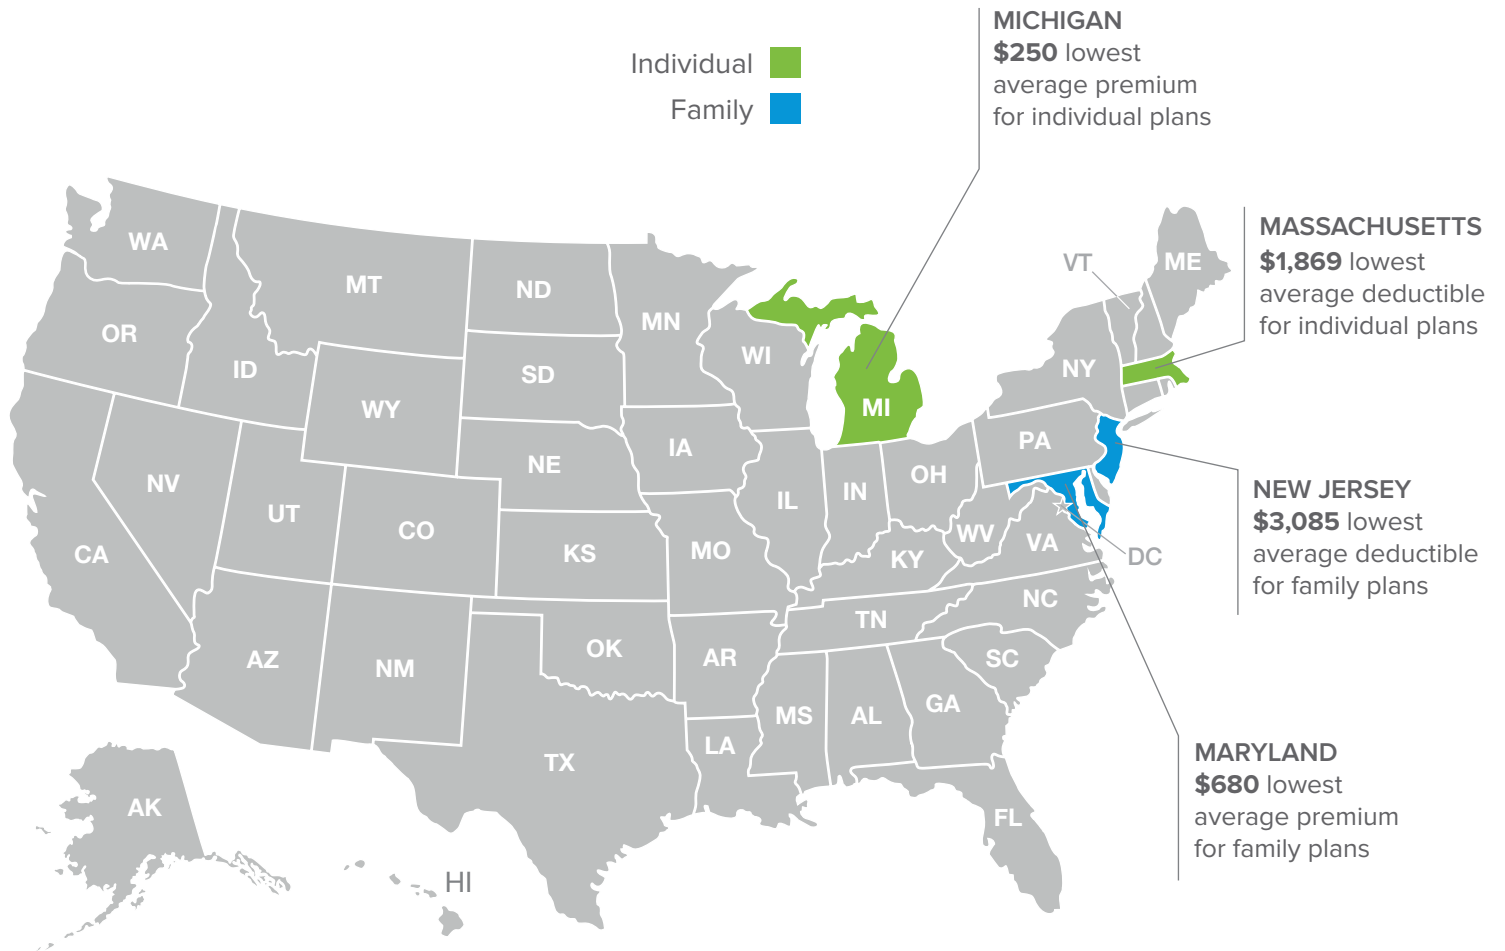 MICHIGAN
$250 lowest
average premium
for individual plans
Individual
Family
MASSACHUSETTS
$1,869 lowest
average deductible
for individual plans
NEW JERSEY
$3,085 lowest
average deductible
for family plans
MARYLAND
$680 lowest
average premium
for family plans
WA
MT
ND
MN
VT
ME
OR
ID
SD
WI
NY
WY
MI
PA
NV
NE
IA
OH
UT
CO
IL
IN
CA
KS
MO
WV
VA
DC
KY
NC
TN
AZ
NM
OK
AR
SC
MS
AL
GA
LA
TX
FL
AK
HI